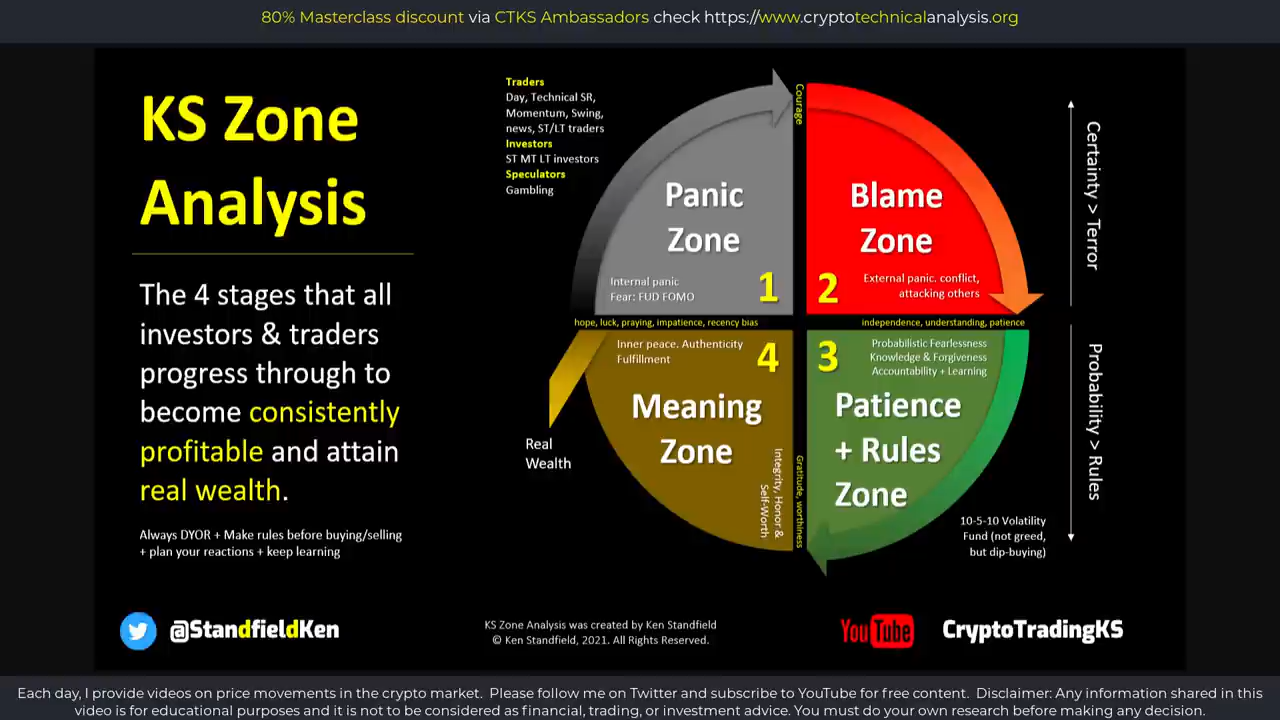 80% Masterclass discount via CTKS Ambassadors check https://www.cryptotechnicalanalysis.org
KS Zone
Analysis
The 4 stages that all
investors & traders
progress through to
become consistently
profitable and attain
real wealth.
Always DYOR + Make rules before buying/selling
+ plan your reactions + keep learning
Traders
Day, Technical SR,
Momentum, Swing,
news, ST/LT traders
Investors
ST MT LT investors
Speculators
Gambling
Panic
Zone
Internal panic
Fear: FUD FOMO
1
Courage
Blame
Zone
2
External panic. conflict,
attacking others
Certainty > Terror
hope, luck, praying, impatience, recency bias
independence, understanding, patience
Inner peace. Authenticity
Fulfillment
4
Meaning
Zone
Integrity, Honor &
Self-Worth
Gratitude, worthiness
Real
Wealth
3
Probabilistic Fearlessness
Knowledge & Forgiveness
Accountability + Learning
Patience
+ Rules
Zone
Probability > Rules
10-5-10 Volatility
Fund (not greed,
but dip-buying)
@StandfieldKen
KS Zone Analysis was created by Ken Standfield
© Ken Standfield, 2021. All Rights Reserved.
YouTube
CryptoTradingKS
Each day, I provide videos on price movements in the crypto market. Please follow me on Twitter and subscribe to YouTube for free content. Disclaimer: Any information shared in this
video is for educational purposes and it is not to be considered as financial, trading, or investment advice. You must do your own research before making any decision.